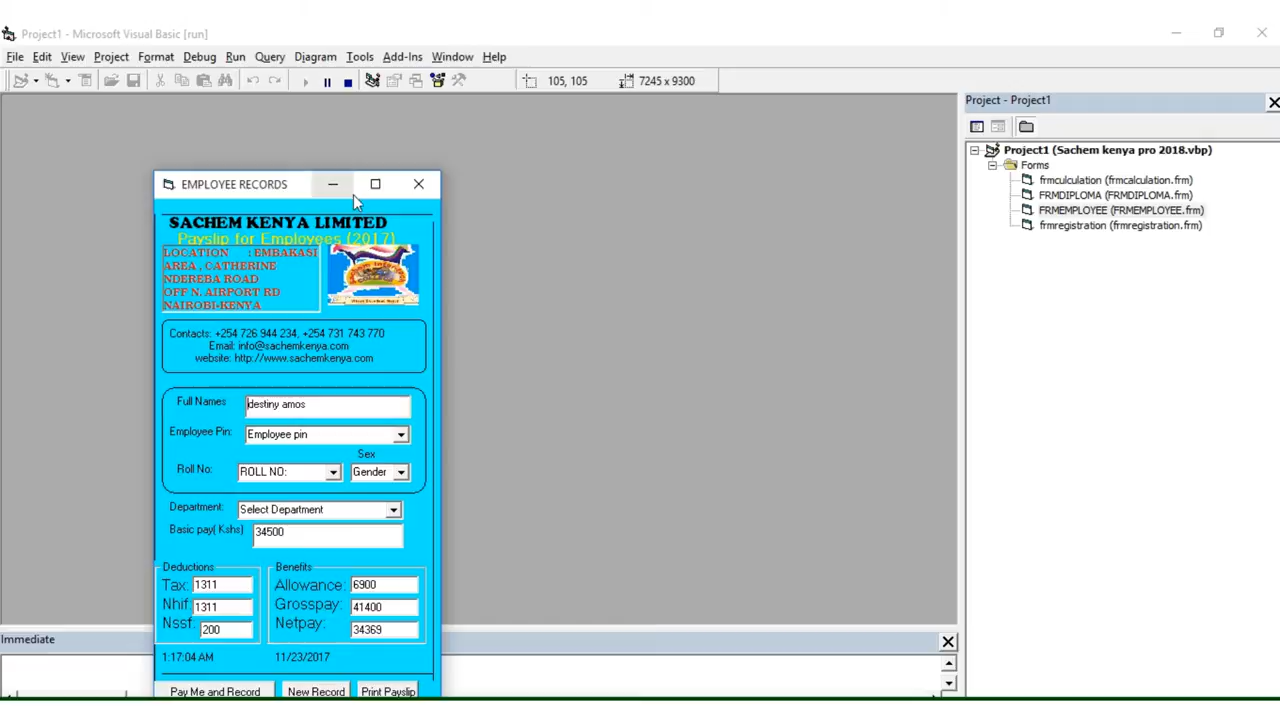 Project1 - Microsoft Visual Basic [run]
File Edit View Project Format Debug Run Query Diagram Tools Add-Ins Window Help
105, 105 7245 x 9300
Project - Project1
Project1 (Sachem kenya pro 2018.vbp)
Forms
frmculculation (frmcalculation.frm)
FRMDIPLOMA (FRMDIPLOMA.frm)
FRMEMPLOYEE (FRMEMPLOYEE.frm)
frmregistration (frmregistration.frm)
EMPLOYEE RECORDS
SACHEM KENYA LIMITED
Payslip for Employees (2017)
LOCATION : EMBAKASI
AREA , CATHERINE
NDEREBA ROAD
OFF N. AIRPORT RD
NAIROBI-KENYA
Contacts: +254 726 944 234, +254 731 743 770
Email: info@sachemkenya.com
website: http://www.sachemkenya.com
Full Names destiny amos
Employee Pin: Employee pin
Sex
Roll No: ROLL NO: Gender
Department: Select Department
Basic pay( Kshs) 34500
Deductions Benefits
Tax: 1311 Allowance: 6900
Nhif 1311 Grosspay: 41400
Nssf: 200 Netpay: 34369
1:17:04 AM 11/23/2017
Pay Me and Record New Record Print Payslip
Immediate